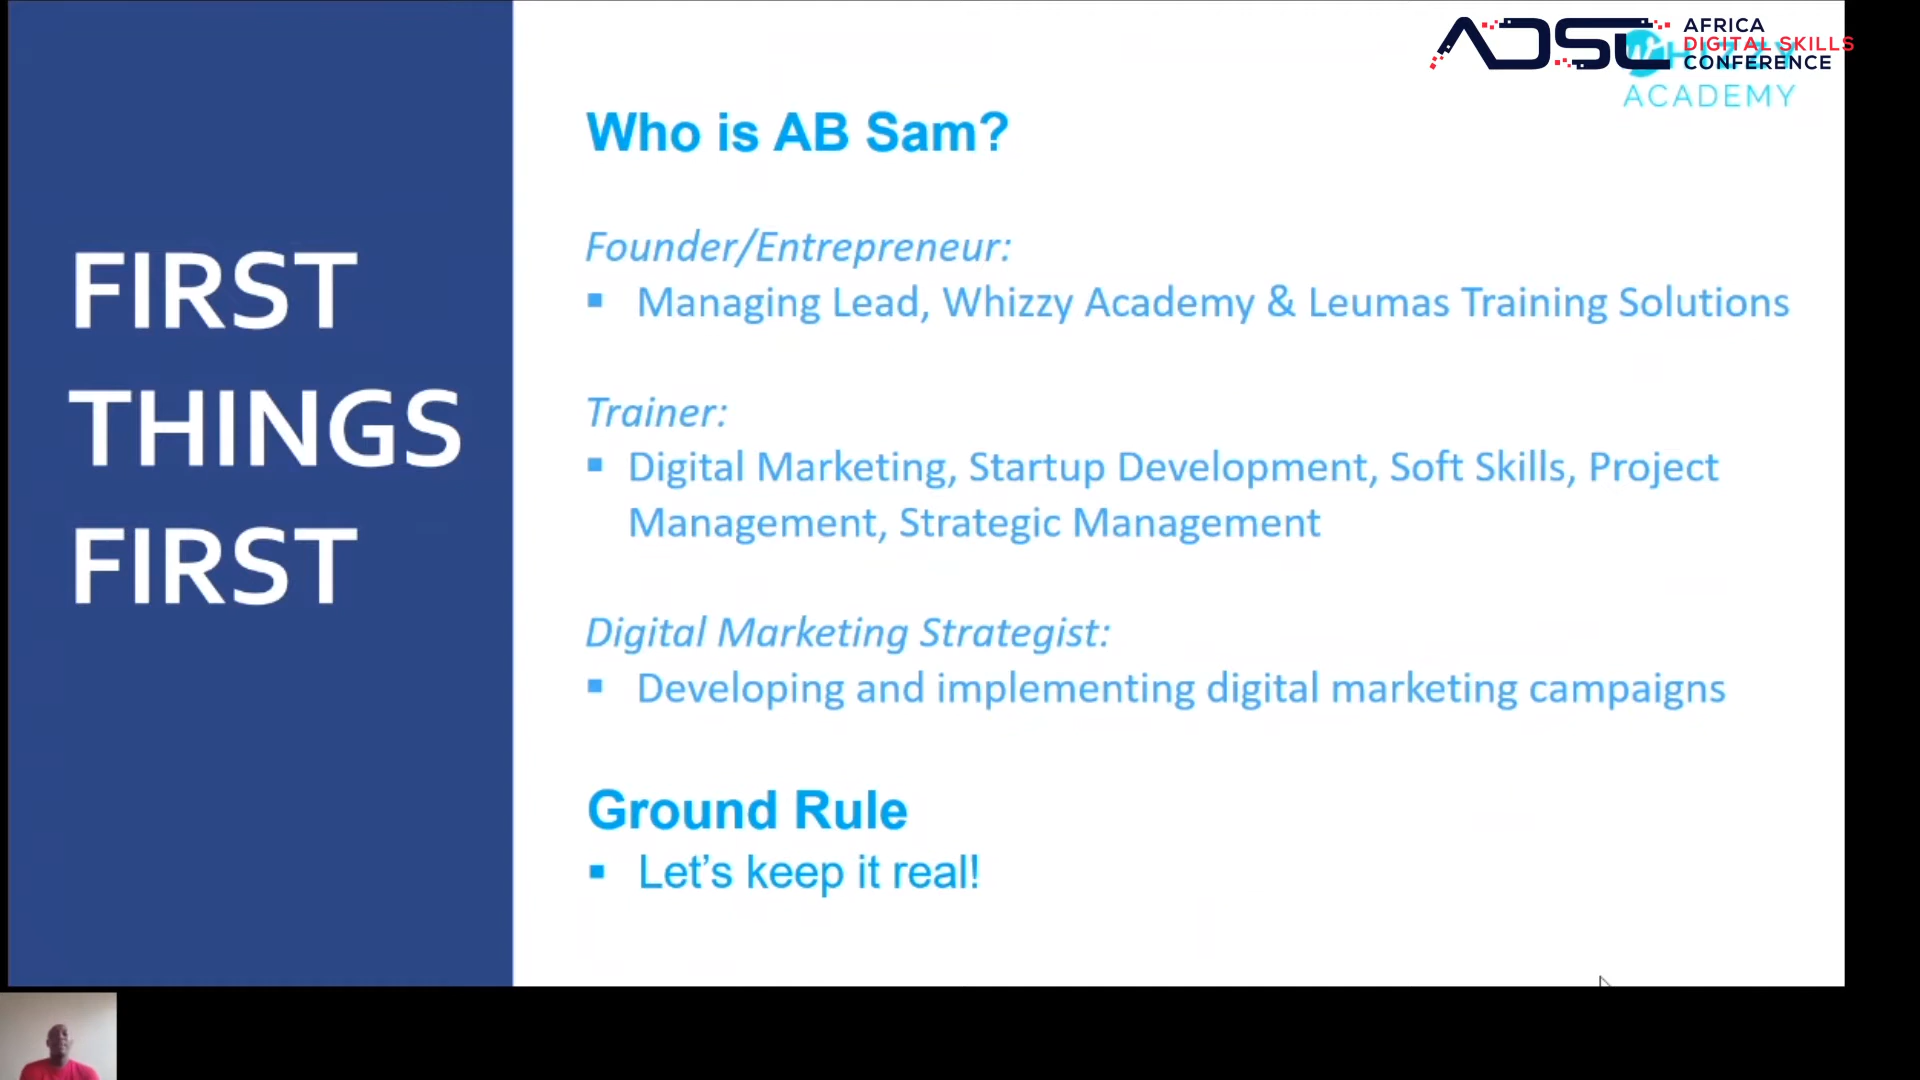 FIRST
THINGS
FIRST
AFRICA
DIGITAL SKILLS
CONFERENCE
ADSC
WHIZZY
ACADEMY
Who is AB Sam?
Founder/Entrepreneur:
▪ Managing Lead, Whizzy Academy & Leumas Training Solutions
Trainer:
▪ Digital Marketing, Startup Development, Soft Skills, Project
Management, Strategic Management
Digital Marketing Strategist:
▪ Developing and implementing digital marketing campaigns
Ground Rule
▪ Let's keep it real!